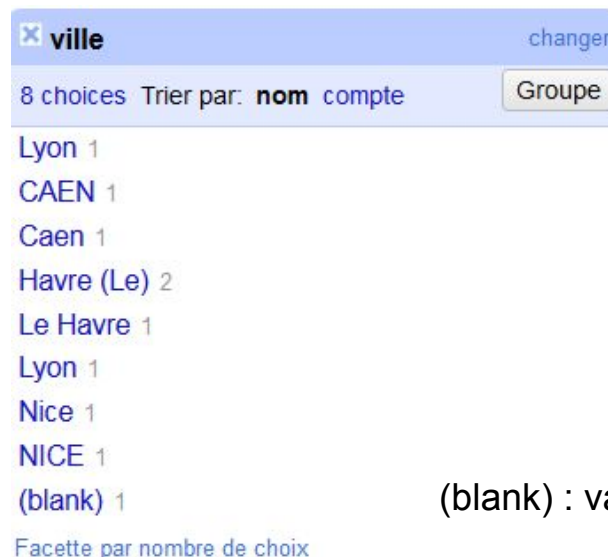 ville changer
8 choices Trier par: nom compte Groupe
Lyon 1
CAEN 1
Caen 1
Havre (Le) 2
Le Havre 1
Lyon 1
Nice 1
NICE 1
(blank) 1 (blank) :
Facette par nombre de choix